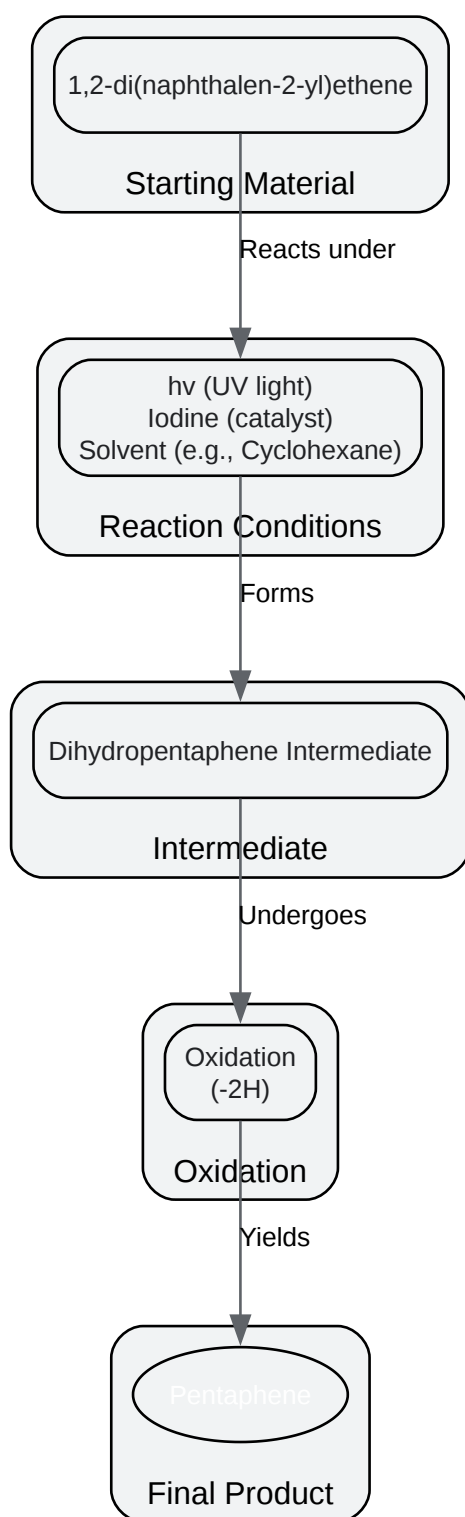 1,2-di(naphthalen-2-yl)ethene
Starting Material
Reacts under
hv (UV light)
Iodine (catalyst)
Solvent (e.g., Cyclohexane)
Reaction Conditions
Forms
Dihydropentaphene Intermediate
Intermediate
Undergoes
Oxidation
(-2H)
Oxidation
Yields
Pentaphene
Final Product